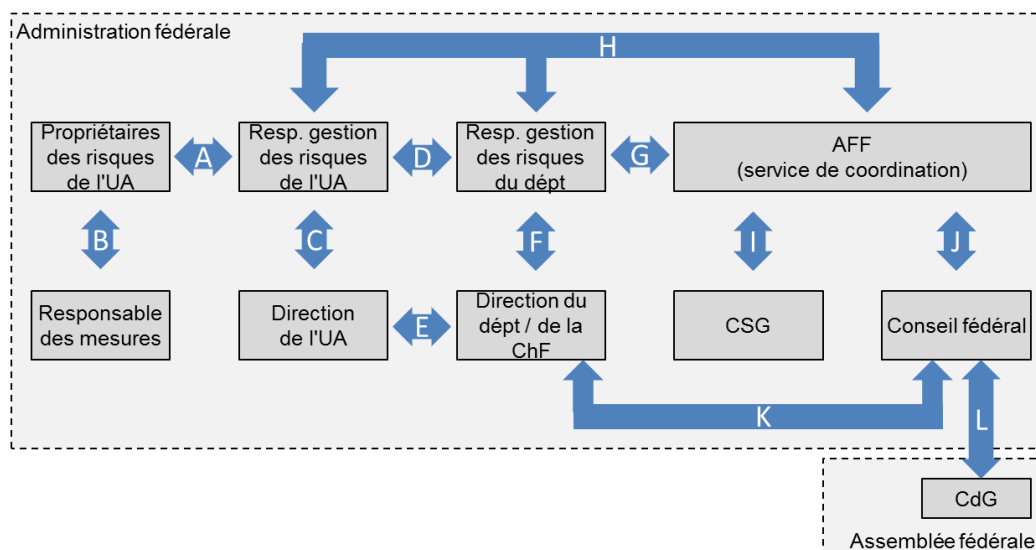 Administration fédérale
H
Propriétaires
des risques
de l'UA
A
Resp. gestion
des risques
de l'UA
D
Resp. gestion
des risques
du dépt
G
AFF
(service de coordination)
B
C
F
I
J
Responsable
des mesures
Direction
de l'UA
E
Direction du
dépt / de la
ChF
CSG
Conseil fédéral
K
L
CdG
Assemblée fédérale